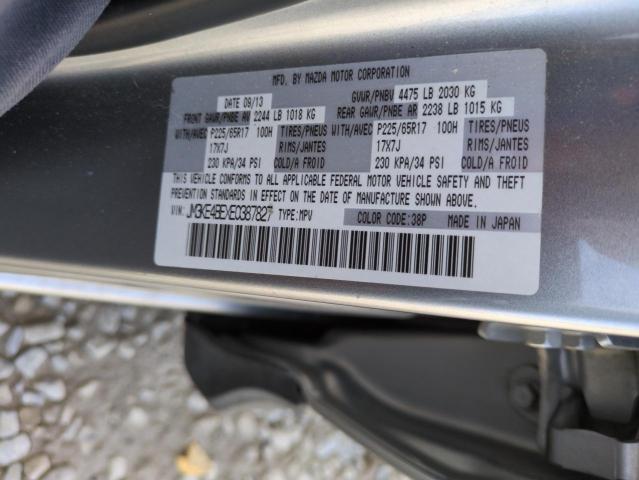 MFD. BY MAZDA MOTOR CORPORATION
DATE 09/13 GVWR/PNBV 4475 LB 2030 KG
FRONT GAWR/PNBE AV 2244 LB 1018 KG REAR GAWR/PNBE AR 2238 LB 1015 KG
WITH/AVEC P225/65R17 100H TIRES/PNEUS WITH/AVEC P225/65R17 100H TIRES/PNEUS
17X7J RIMS/JANTES 17X7J RIMS/JANTES
230 KPA/34 PSI COLD/A FROID 230 KPA/34 PSI COLD/A FROID
THIS VEHICLE CONFORMS TO ALL APPLICABLE FEDERAL MOTOR VEHICLE SAFETY AND THEFT
PREVENTION STANDARDS IN EFFECT ON THE DATE OF MANUFACTURE SHOWN ABOVE.
VIN: JM3KE4BEXE0387827 TYPE:MPV COLOR CODE:38P MADE IN JAPAN